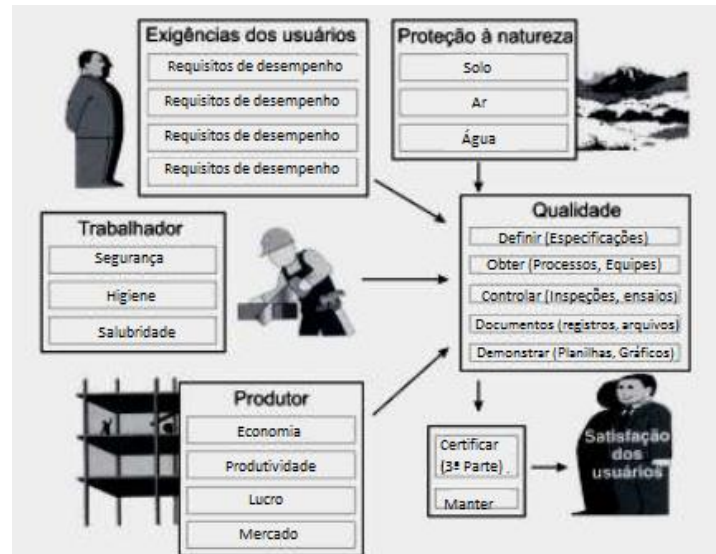 Exigências dos usuários
Requisitos de desempenho
Requisitos de desempenho
Requisitos de desempenho
Requisitos de desempenho
Proteção à natureza
Solo
Ar
Água
Trabalhador
Segurança
Higiene
Salubridade
Qualidade
Definir (Especificações)
Obter (Processos, Equipes)
Controlar (Inspeções, ensaios)
Documentos (registros, arquivos)
Demonstrar (Planilhas, Gráficos)
Produtor
Economia
Produtividade
Lucro
Mercado
Certificar
(3ª Parte) .
Manter
Satisfação
dos
usuários